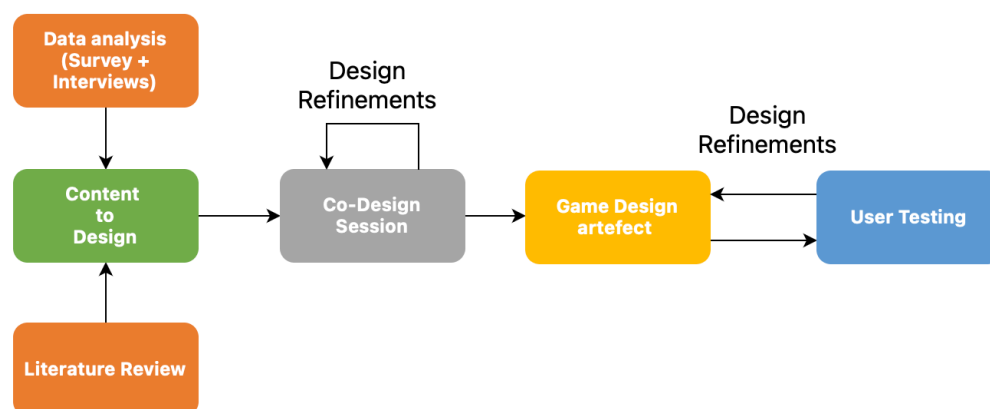 Data analysis
(Survey +
Interviews)
Design
Refinements
Design
Refinements
Content
to
Design
Co-Design
Session
Game Design
artefect
User Testing
Literature Review